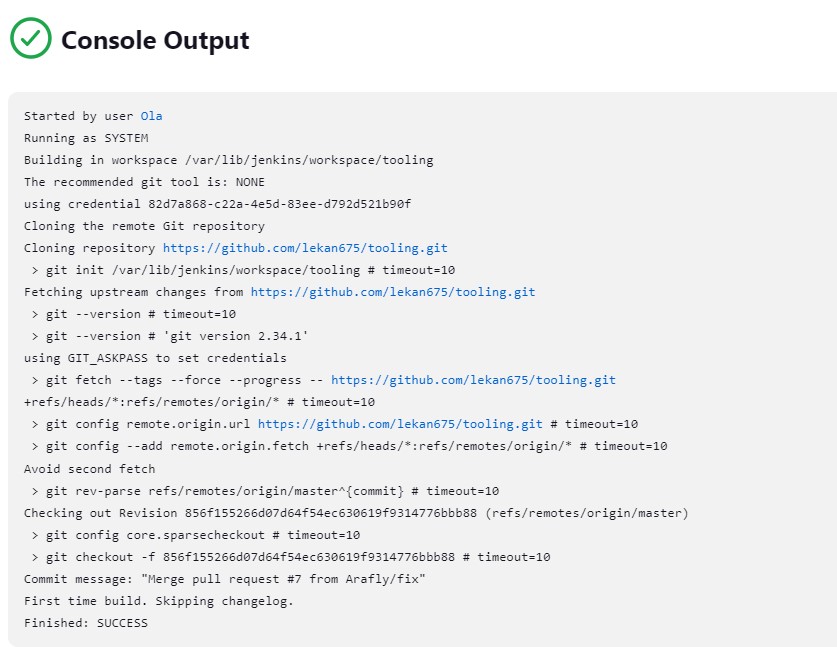 Console Output
Started by user Ola
Running as SYSTEM
Building in workspace /var/lib/jenkins/workspace/tooling
The recommended git tool is: NONE
using credential 82d7a868-c22a-4e5d-83ee-d792d521b90f
Cloning the remote Git repository
Cloning repository https://github.com/lekan675/tooling.git
 > git init /var/lib/jenkins/workspace/tooling # timeout=10
Fetching upstream changes from https://github.com/lekan675/tooling.git
 > git --version # timeout=10
 > git --version # 'git version 2.34.1'
using GIT_ASKPASS to set credentials
 > git fetch --tags --force --progress -- https://github.com/lekan675/tooling.git
+refs/heads/*:refs/remotes/origin/* # timeout=10
 > git config remote.origin.url https://github.com/lekan675/tooling.git # timeout=10
 > git config --add remote.origin.fetch +refs/heads/*:refs/remotes/origin/* # timeout=10
Avoid second fetch
 > git rev-parse refs/remotes/origin/master^{commit} # timeout=10
Checking out Revision 856f155266d07d64f54ec630619f9314776bbb88 (refs/remotes/origin/master)
 > git config core.sparsecheckout # timeout=10
 > git checkout -f 856f155266d07d64f54ec630619f9314776bbb88 # timeout=10
Commit message: "Merge pull request #7 from Arafly/fix"
First time build. Skipping changelog.
Finished: SUCCESS